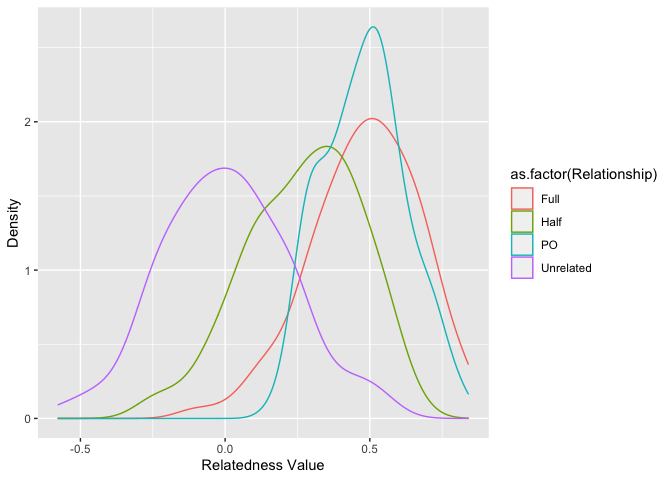 Density
2
1
0
-0.5
0.0
0.5
Relatedness Value
as.factor(Relationship)
Full
Half
PO
Unrelated